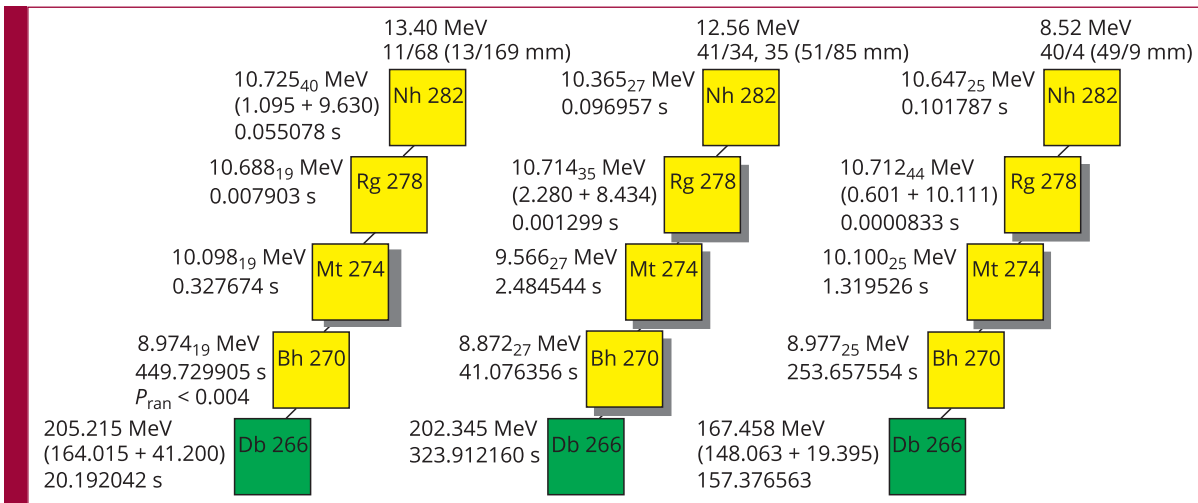 13.40 MeV
11/68 (13/169 mm)
10.725₄₀ MeV
(1.095 + 9.630)
0.055078 s
Nh 282
10.688₁₉ MeV
0.007903 s
Rg 278
10.098₁₉ MeV
0.327674 s
Mt 274
8.974₁₉ MeV
449.729905 s
P_ran < 0.004
Bh 270
205.215 MeV
(164.015 + 41.200)
20.192042 s
Db 266
12.56 MeV
41/34, 35 (51/85 mm)
10.365₂₇ MeV
0.096957 s
Nh 282
10.714₃₅ MeV
(2.280 + 8.434)
0.001299 s
Rg 278
9.566₂₇ MeV
2.484544 s
Mt 274
8.872₂₇ MeV
41.076356 s
Bh 270
202.345 MeV
323.912160 s
Db 266
8.52 MeV
40/4 (49/9 mm)
10.647₂₅ MeV
0.101787 s
Nh 282
10.712₄₄ MeV
(0.601 + 10.111)
0.0000833 s
Rg 278
10.100₂₅ MeV
1.319526 s
Mt 274
8.977₂₅ MeV
253.657554 s
Bh 270
167.458 MeV
(148.063 + 19.395)
157.376563
Db 266